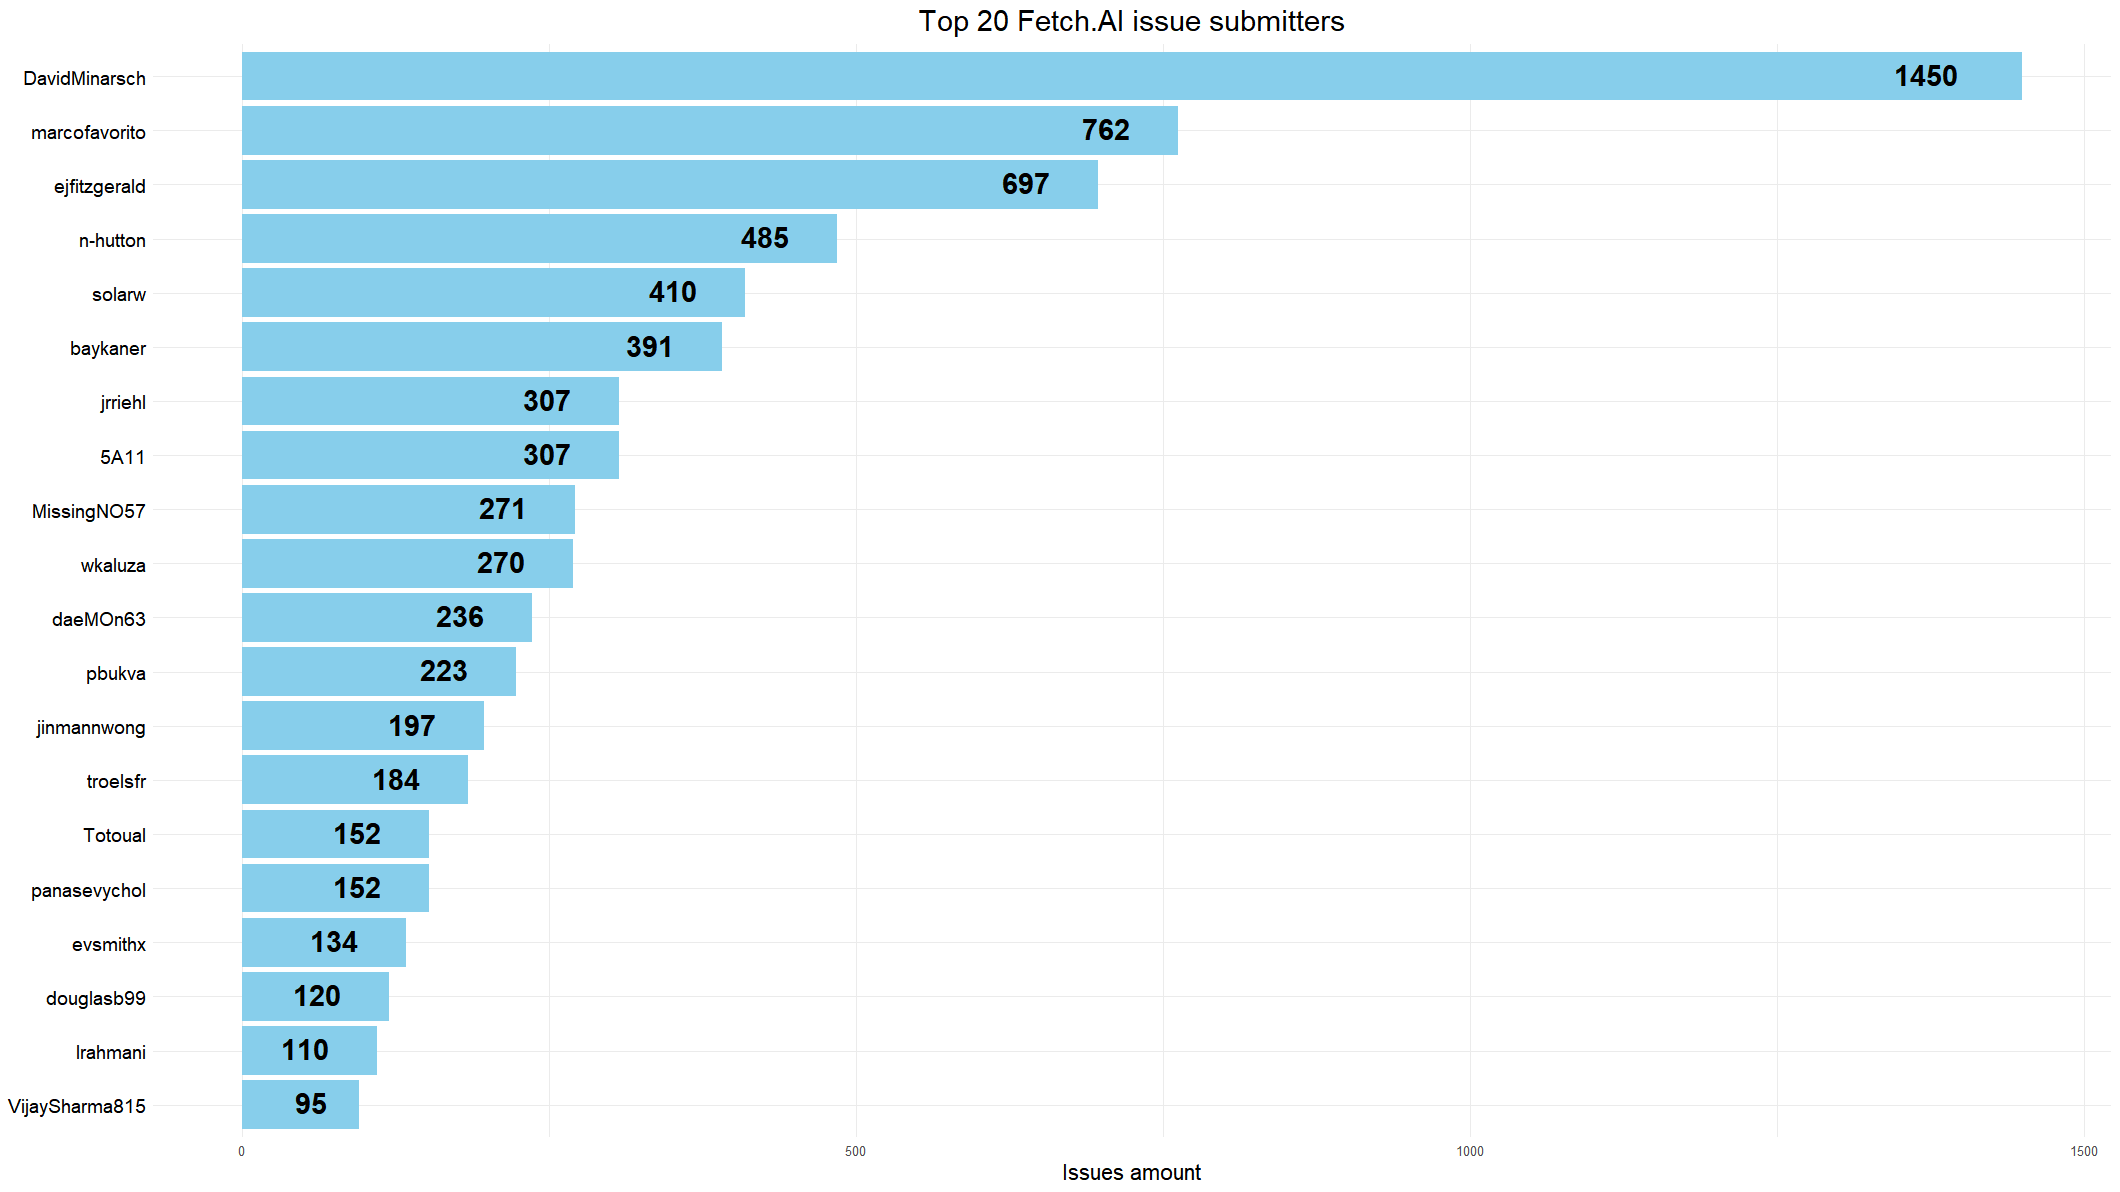 Top 20 Fetch.AI issue submitters
DavidMinarsch 1450
marcofavorito 762
ejfitzgerald 697
n-hutton 485
solarw 410
baykaner 391
jrriehl 307
5A11 307
MissingNO57 271
wkaluza 270
daeMOn63 236
pbukva 223
jinmannwong 197
troelsfr 184
Totoual 152
panasevychol 152
evsmithx 134
douglasb99 120
lrahmani 110
VijaySharma815 95
0 500 1000 1500
Issues amount